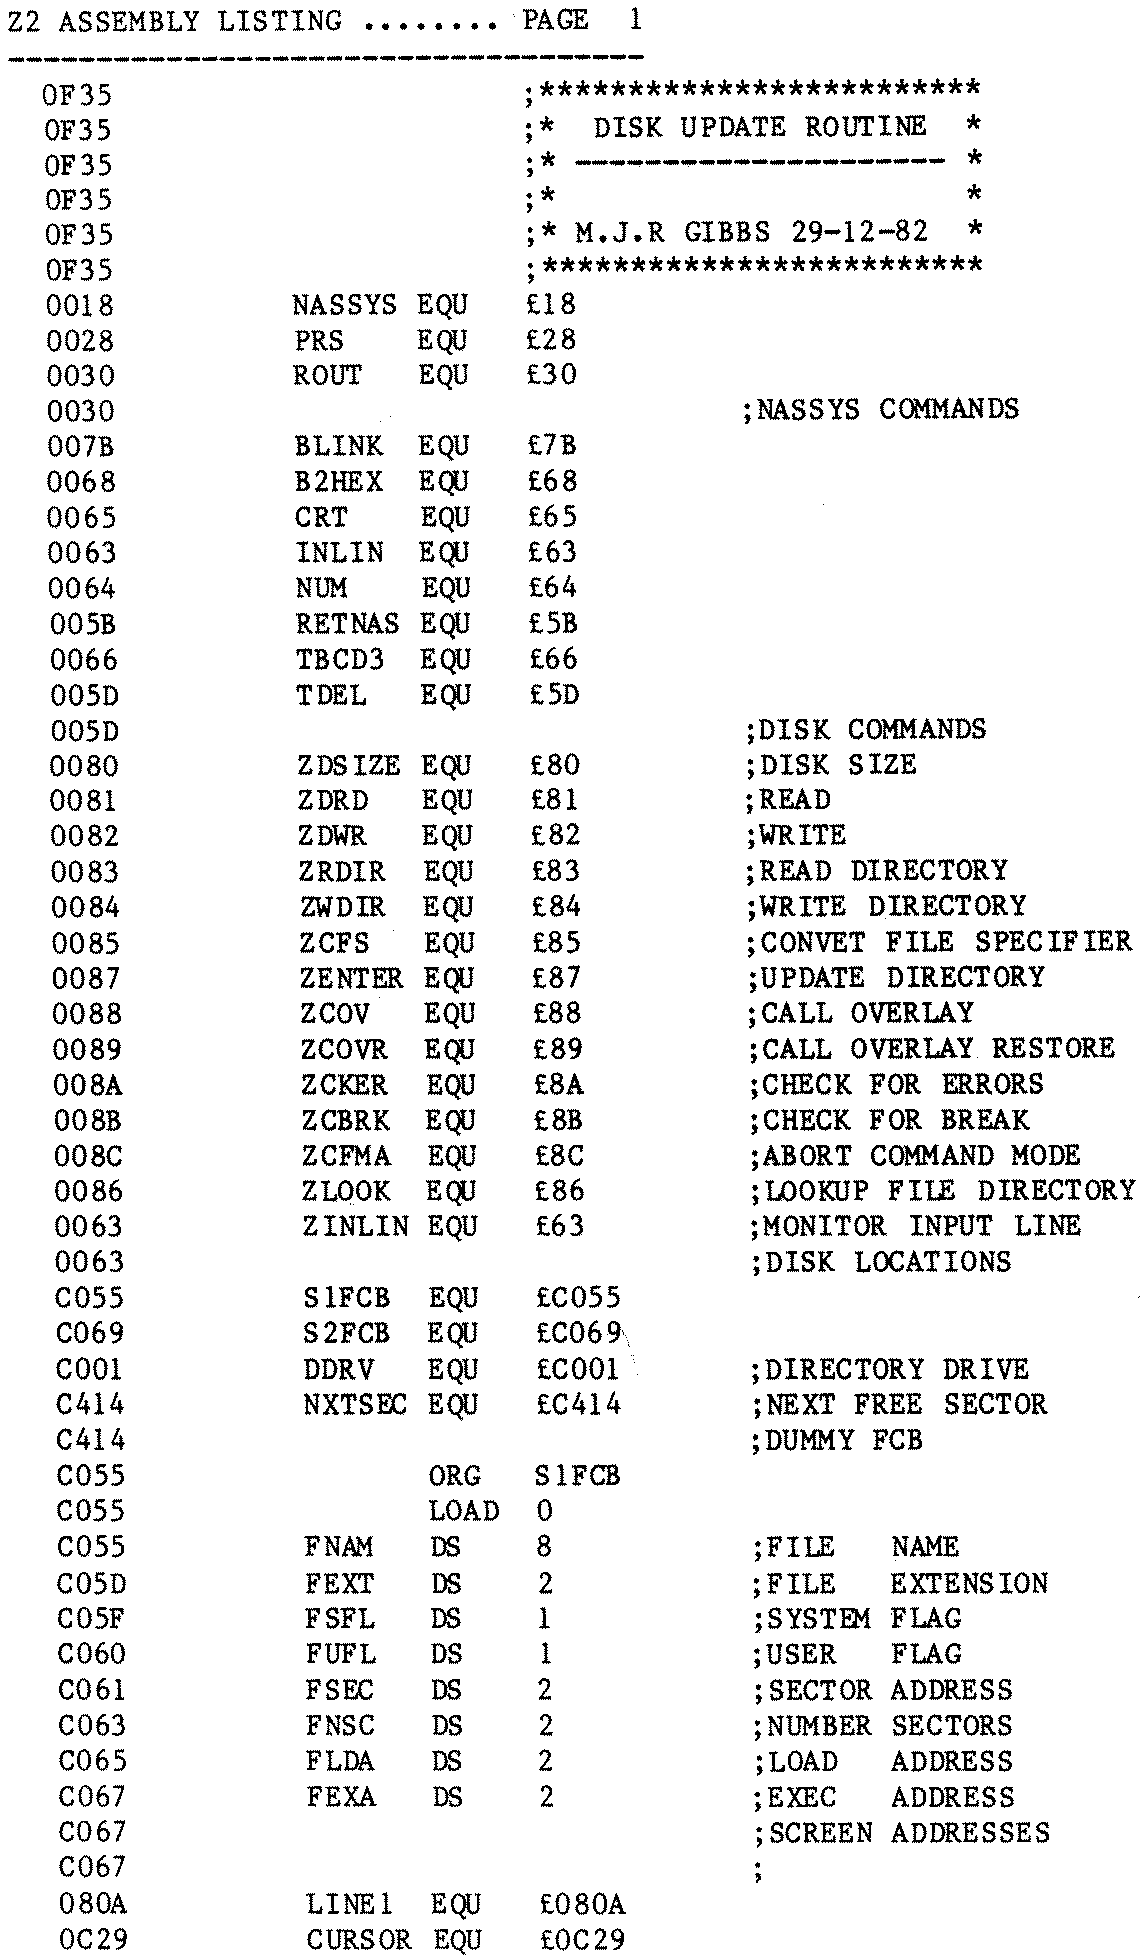 Z2 ASSEMBLY LISTING ........ PAGE  1
------------------------------------
0F35                       ;*************************
0F35                       ;*  DISK UPDATE ROUTINE  *
0F35                       ;* --------------------- *
0F35                       ;*                       *
0F35                       ;* M.J.R GIBBS 29-12-82  *
0F35                       ;*************************
0018          NASSYS EQU   £18
0028          PRS    EQU   £28
0030          ROUT   EQU   £30
0030                                   ;NASSYS COMMANDS
007B          BLINK  EQU   £7B
0068          B2HEX  EQU   £68
0065          CRT    EQU   £65
0063          INLIN  EQU   £63
0064          NUM    EQU   £64
005B          RETNAS EQU   £5B
0066          TBCD3  EQU   £66
005D          TDEL   EQU   £5D
005D                                   ;DISK COMMANDS
0080          ZDSIZE EQU   £80         ;DISK SIZE
0081          ZDRD   EQU   £81         ;READ
0082          ZDWR   EQU   £82         ;WRITE
0083          ZRDIR  EQU   £83         ;READ DIRECTORY
0084          ZWDIR  EQU   £84         ;WRITE DIRECTORY
0085          ZCFS   EQU   £85         ;CONVET FILE SPECIFIER
0087          ZENTER EQU   £87         ;UPDATE DIRECTORY
0088          ZCOV   EQU   £88         ;CALL OVERLAY
0089          ZCOVR  EQU   £89         ;CALL OVERLAY RESTORE
008A          ZCKER  EQU   £8A         ;CHECK FOR ERRORS
008B          ZCBRK  EQU   £8B         ;CHECK FOR BREAK
008C          ZCFMA  EQU   £8C         ;ABORT COMMAND MODE
0086          ZLOOK  EQU   £86         ;LOOKUP FILE DIRECTORY
0063          ZINLIN EQU   £63         ;MONITOR INPUT LINE
0063                                   ;DISK LOCATIONS
C055          S1FCB  EQU   £C055
C069          S2FCB  EQU   £C069
C001          DDRV   EQU   £C001       ;DIRECTORY DRIVE
C414          NXTSEC EQU   £C414       ;NEXT FREE SECTOR
C414                                   ;DUMMY FCB
C055                 ORG   S1FCB
C055                 LOAD  0
C055          FNAM   DS    8           ;FILE   NAME
C05D          FEXT   DS    2           ;FILE   EXTENSION
C05F          FSFL   DS    1           ;SYSTEM FLAG
C060          FUFL   DS    1           ;USER   FLAG
C061          FSEC   DS    2           ;SECTOR ADDRESS
C063          FNSC   DS    2           ;NUMBER SECTORS
C065          FLDA   DS    2           ;LOAD   ADDRESS
C067          FEXA   DS    2           ;EXEC   ADDRESS
C067                                   ;SCREEN ADDRESSES
C067                                   ;
080A          LINE1  EQU   £080A
0C29          CURSOR EQU   £0C29